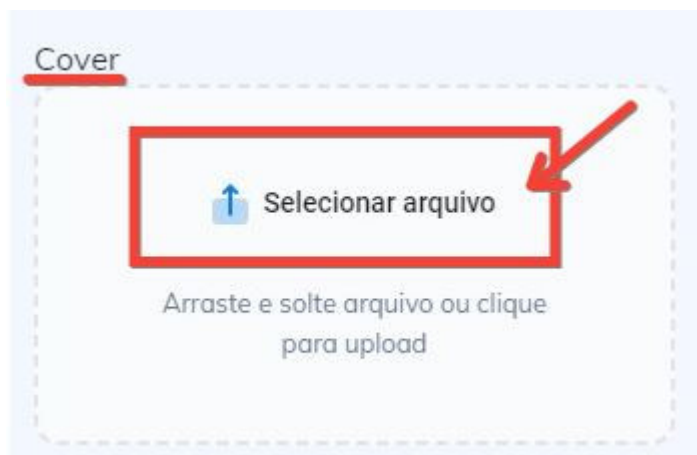 Cover
Selecionar arquivo
Arraste e solte arquivo ou clique
para upload